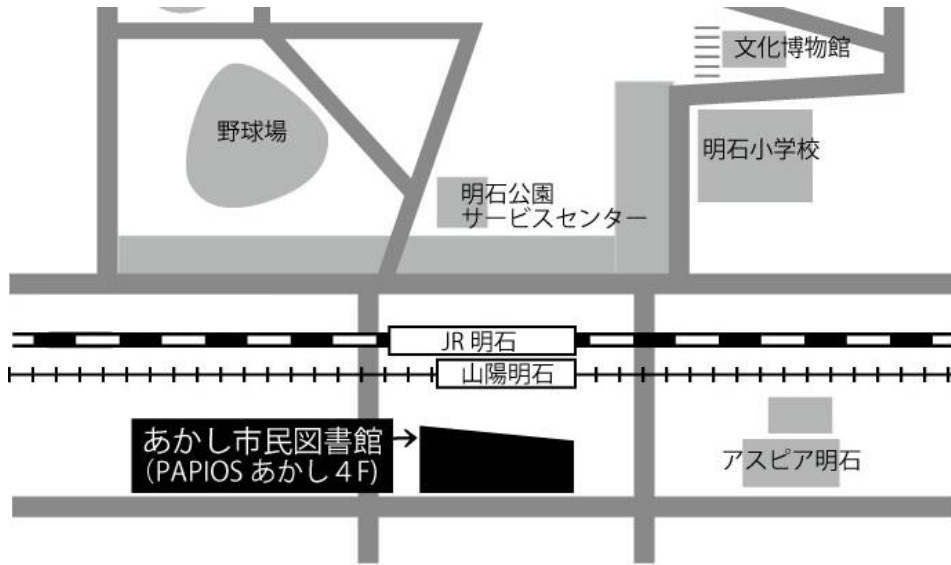 文化博物館
野球場
明石小学校
明石公園
サービスセンター
JR 明石
山陽明石
あかし市民図書館
(PAPIOS あかし４F)
アスピア明石